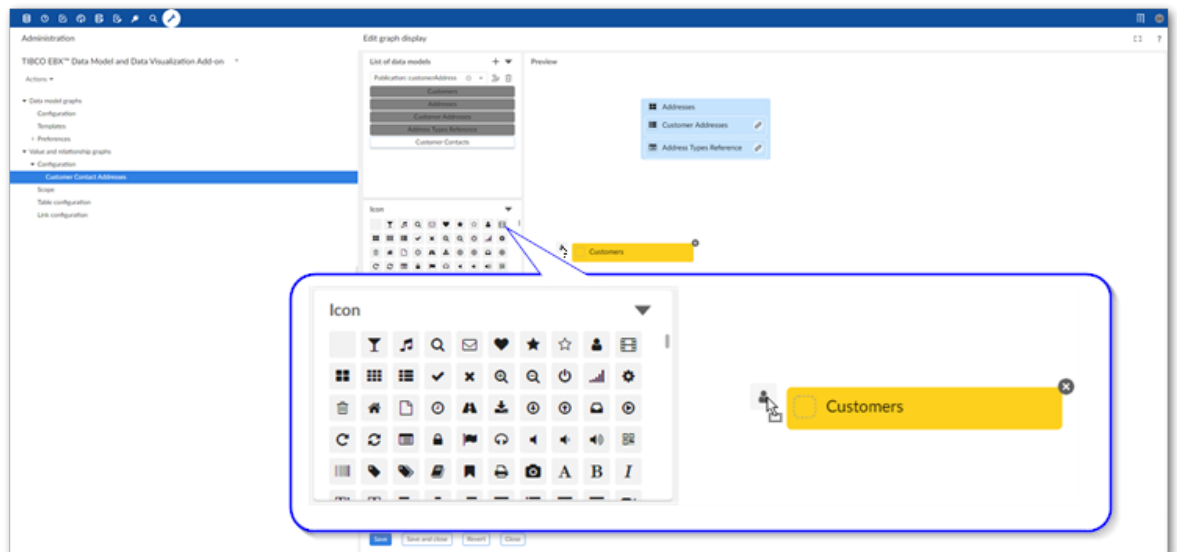 Administration
Edit graph display
?
TIBCO EBX™ Data Model and Data Visualization Add-on
Actions
Data model graphs
Configuration
Templates
Preferences
Value and relationship graphs
Configuration
Customer Contact Addresses
Scope
Table configuration
Link configuration
List of data models
Publication: customerAddress
Customers
Addresses
Customer Addresses
Address Types Reference
Customer Contacts
Preview
Addresses
Customer Addresses
Address Types Reference
Icon
Customers
Icon
A B I
Customers
Save
Save and close
Revert
Close